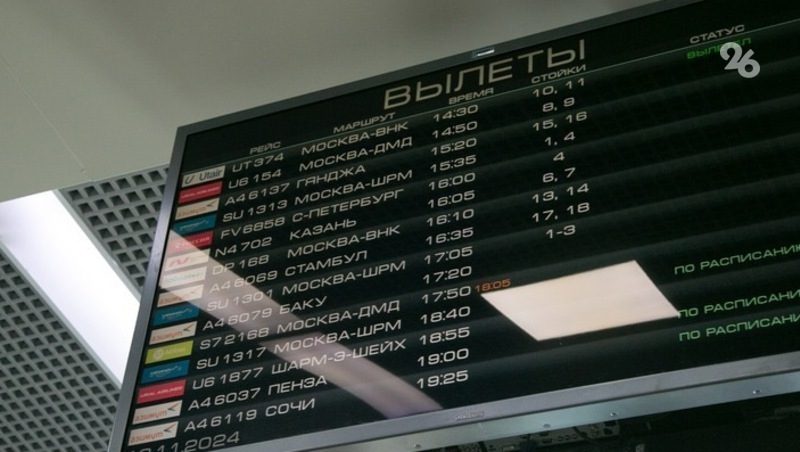 26
ВЫЛЕТЫ
РЕЙС МАРШРУТ ВРЕМЯ СТОЙКИ СТАТУС
Utair UT 374 МОСКВА-ВНК 14:30 10, 11
U6 154 МОСКВА-ДМД 14:50 8, 9
A4 6137 ГЯНДЖА 15:20 15, 16
SU 1313 МОСКВА-ШРМ 15:35 1, 4
FV 6858 С-ПЕТЕРБУРГ 16:00 4
N4 702 КАЗАНЬ 16:05 6, 7
DP 168 МОСКВА-ВНК 16:10 13, 14
A4 6069 СТАМБУЛ 16:35 17, 18
SU 1301 МОСКВА-ШРМ 17:05 1-3
A4 6079 БАКУ 17:20
S7 2168 МОСКВА-ДМД 17:50 18:05
SU 1317 МОСКВА-ШРМ 18:40 ПО РАСПИСАНИЮ
U6 1877 ШАРМ-Э-ШЕЙХ 18:55
азимут A4 6037 ПЕНЗА 19:00 ПО РАСПИСАНИЮ
азимут A4 6119 СОЧИ 19:25 ПО РАСПИСАНИЮ